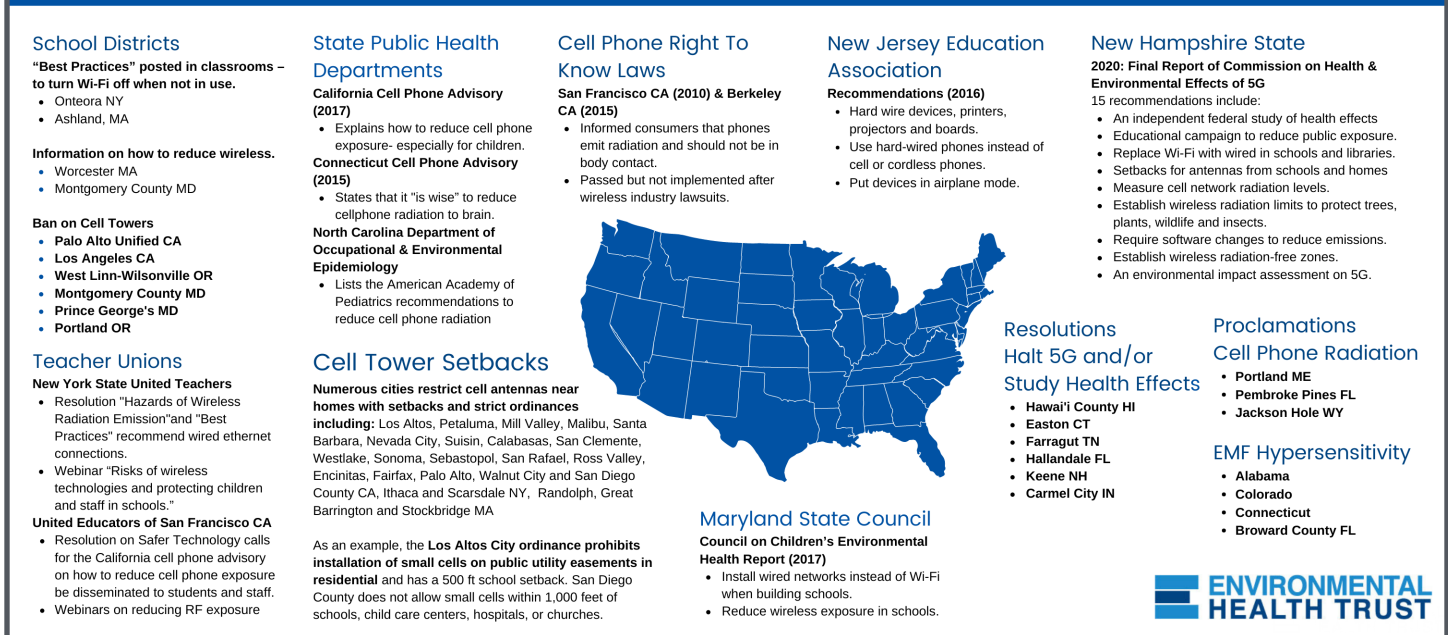 School Districts
“Best Practices” posted in classrooms –
to turn Wi-Fi off when not in use.
• Onteora NY
• Ashland, MA
Information on how to reduce wireless.
• Worcester MA
• Montgomery County MD
Ban on Cell Towers
• Palo Alto Unified CA
• Los Angeles CA
• West Linn-Wilsonville OR
• Montgomery County MD
• Prince George's MD
• Portland OR
Teacher Unions
New York State United Teachers
• Resolution "Hazards of Wireless
Radiation Emission"and "Best
Practices" recommend wired ethernet
connections.
• Webinar “Risks of wireless
technologies and protecting children
and staff in schools.”
United Educators of San Francisco CA
• Resolution on Safer Technology calls
for the California cell phone advisory
on how to reduce cell phone exposure
be disseminated to students and staff.
• Webinars on reducing RF exposure
State Public Health
Departments
California Cell Phone Advisory
(2017)
• Explains how to reduce cell phone
exposure- especially for children.
Connecticut Cell Phone Advisory
(2015)
• States that it "is wise” to reduce
cellphone radiation to brain.
North Carolina Department of
Occupational & Environmental
Epidemiology
• Lists the American Academy of
Pediatrics recommendations to
reduce cell phone radiation
Cell Tower Setbacks
Numerous cities restrict cell antennas near
homes with setbacks and strict ordinances
including: Los Altos, Petaluma, Mill Valley, Malibu, Santa
Barbara, Nevada City, Suisin, Calabasas, San Clemente,
Westlake, Sonoma, Sebastopol, San Rafael, Ross Valley,
Encinitas, Fairfax, Palo Alto, Walnut City and San Diego
County CA, Ithaca and Scarsdale NY, Randolph, Great
Barrington and Stockbridge MA
As an example, the Los Altos City ordinance prohibits
installation of small cells on public utility easements in
residential and has a 500 ft school setback. San Diego
County does not allow small cells within 1,000 feet of
schools, child care centers, hospitals, or churches.
Cell Phone Right To
Know Laws
San Francisco CA (2010) & Berkeley
CA (2015)
• Informed consumers that phones
emit radiation and should not be in
body contact.
• Passed but not implemented after
wireless industry lawsuits.
New Jersey Education
Association
Recommendations (2016)
• Hard wire devices, printers,
projectors and boards.
• Use hard-wired phones instead of
cell or cordless phones.
• Put devices in airplane mode.
New Hampshire State
2020: Final Report of Commission on Health &
Environmental Effects of 5G
15 recommendations include:
• An independent federal study of health effects
• Educational campaign to reduce public exposure.
• Replace Wi-Fi with wired in schools and libraries.
• Setbacks for antennas from schools and homes
• Measure cell network radiation levels.
• Establish wireless radiation limits to protect trees,
plants, wildlife and insects.
• Require software changes to reduce emissions.
• Establish wireless radiation-free zones.
• An environmental impact assessment on 5G.
Maryland State Council
Council on Children’s Environmental
Health Report (2017)
• Install wired networks instead of Wi-Fi
when building schools.
• Reduce wireless exposure in schools.
Resolutions
Halt 5G and/or
Study Health Effects
• Hawai'i County HI
• Easton CT
• Farragut TN
• Hallandale FL
• Keene NH
• Carmel City IN
Proclamations
Cell Phone Radiation
• Portland ME
• Pembroke Pines FL
• Jackson Hole WY
EMF Hypersensitivity
• Alabama
• Colorado
• Connecticut
• Broward County FL
ENVIRONMENTAL
HEALTH TRUST